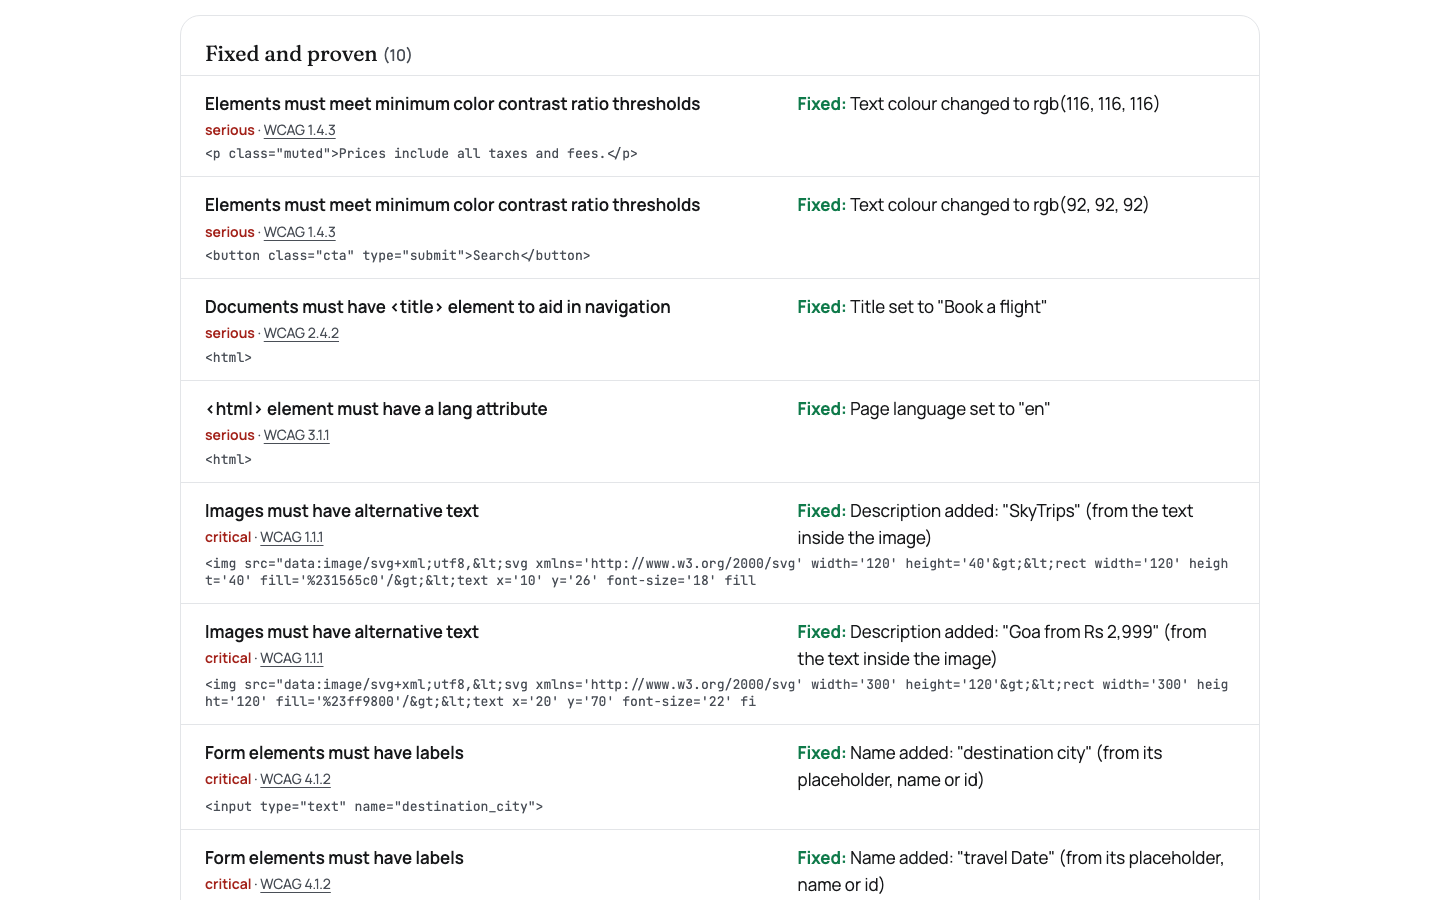 Fixed and proven (10)
Elements must meet minimum color contrast ratio thresholds
Fixed: Text colour changed to rgb(116, 116, 116)
serious · WCAG 1.4.3
<p class="muted">Prices include all taxes and fees.</p>
Elements must meet minimum color contrast ratio thresholds
Fixed: Text colour changed to rgb(92, 92, 92)
serious · WCAG 1.4.3
<button class="cta" type="submit">Search</button>
Documents must have <title> element to aid in navigation
Fixed: Title set to "Book a flight"
serious · WCAG 2.4.2
<html>
<html> element must have a lang attribute
Fixed: Page language set to "en"
serious · WCAG 3.1.1
<html>
Images must have alternative text
Fixed: Description added: "SkyTrips" (from the text
inside the image)
critical · WCAG 1.1.1
<img src="data:image/svg+xml;utf8,&lt;svg xmlns='http://www.w3.org/2000/svg' width='120' height='40'&gt;&lt;rect width='120' heigh
t='40' fill='%231565c0'/&gt;&lt;text x='10' y='26' font-size='18' fill
Images must have alternative text
Fixed: Description added: "Goa from Rs 2,999" (from
the text inside the image)
critical · WCAG 1.1.1
<img src="data:image/svg+xml;utf8,&lt;svg xmlns='http://www.w3.org/2000/svg' width='300' height='120'&gt;&lt;rect width='300' heig
ht='120' fill='%23ff9800'/&gt;&lt;text x='20' y='70' font-size='22' fi
Form elements must have labels
Fixed: Name added: "destination city" (from its
placeholder, name or id)
critical · WCAG 4.1.2
<input type="text" name="destination_city">
Form elements must have labels
Fixed: Name added: "travel Date" (from its placeholder,
name or id)
critical · WCAG 4.1.2